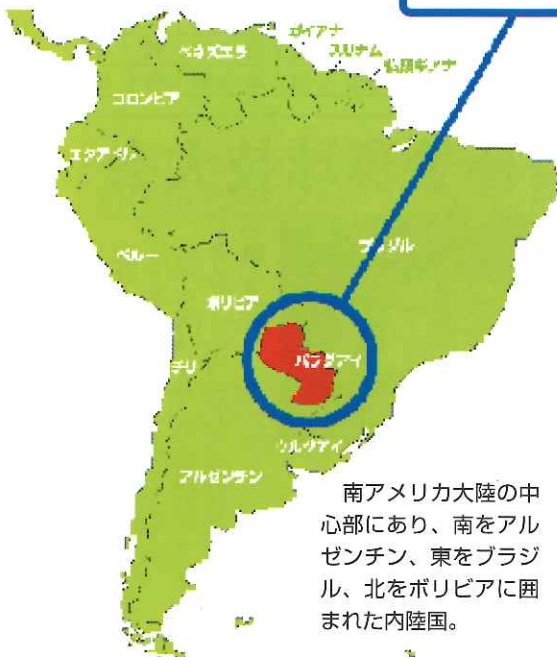 ガイアナ
スリナム
仏領ギアナ
ベネズエラ
コロンビア
エクアドル
ペルー
ブラジル
ボリビア
パラグアイ
チリ
ウルグアイ
アルゼンチン
南アメリカ大陸の中
心部にあり、南をアル
ゼンチン、東をブラジ
ル、北をボリビアに囲
まれた内陸国。